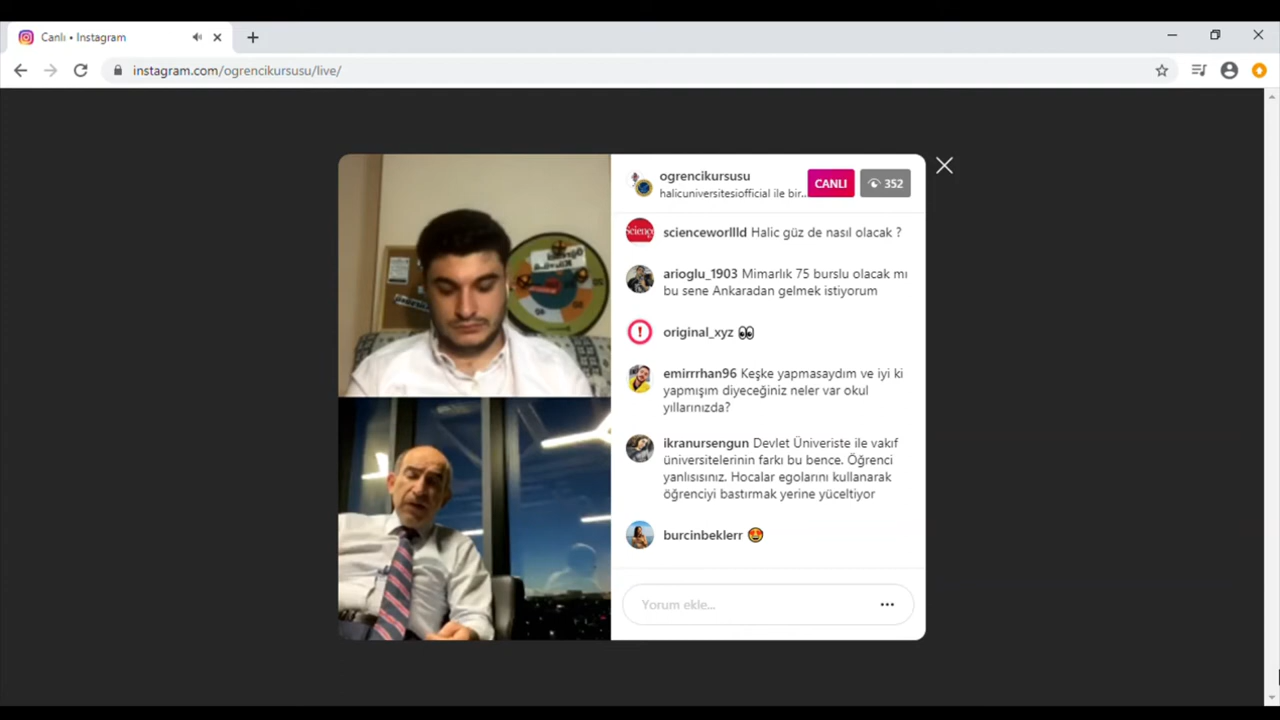 Canlı • Instagram
instagram.com/ogrencikursusu/live/
ogrencikursusu
halicuniversitesiofficial ile bir...
CANLI
352
scienceworllld Halic güz de nasıl olacak ?
arioglu_1903 Mimarlık 75 burslu olacak mı
bu sene Ankaradan gelmek istiyorum
original_xyz 👀
emirrrhan96 Keşke yapmasaydım ve iyi ki
yapmışım diyeceğiniz neler var okul
yıllarınızda?
ikranursengun Devlet Üniveriste ile vakıf
üniversitelerinin farkı bu bence. Öğrenci
yanlısısınız. Hocalar egolarını kullanarak
öğrenciyi bastırmak yerine yüceltiyor
burcinbeklerr 😍
Yorum ekle...